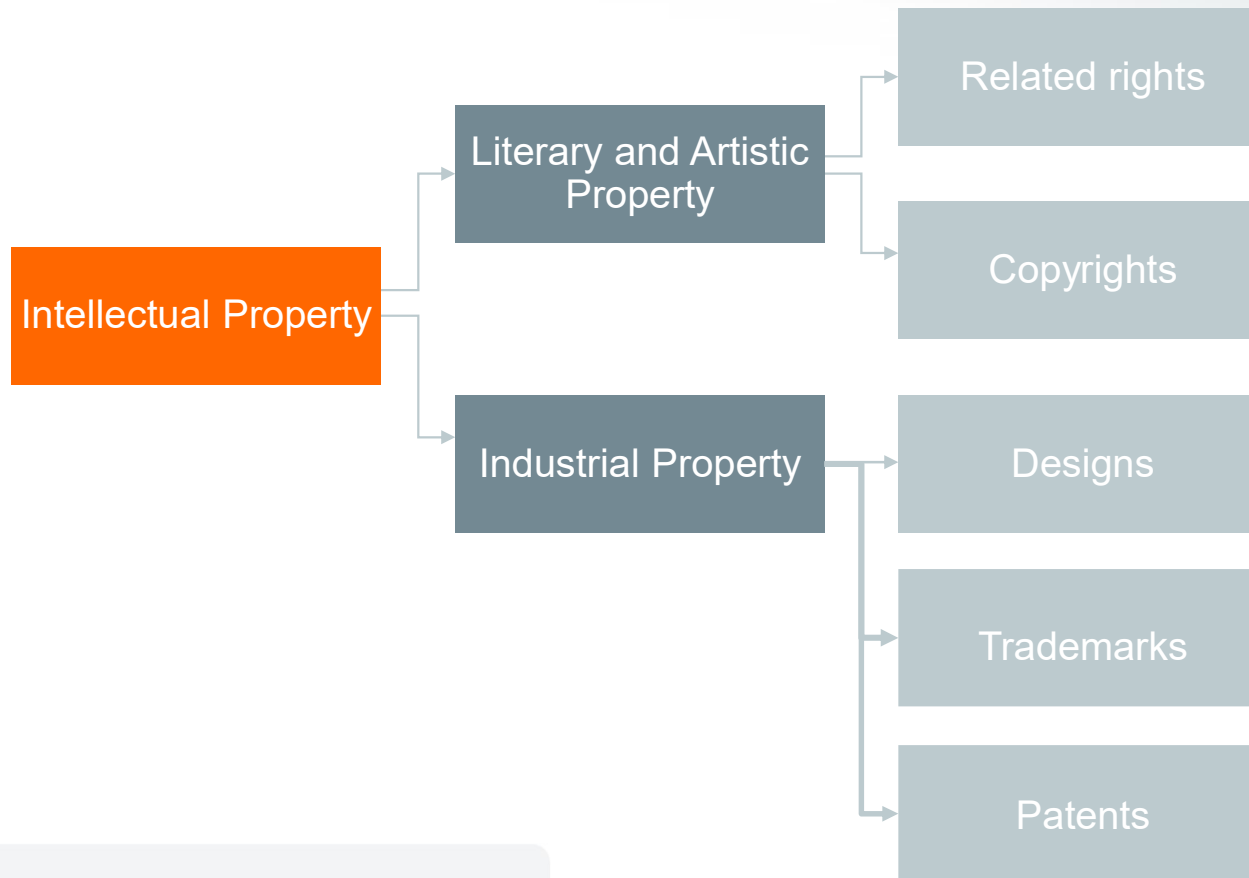 Related rights
Literary and Artistic
Property
Copyrights
Intellectual Property
Industrial Property
Designs
Trademarks
Patents